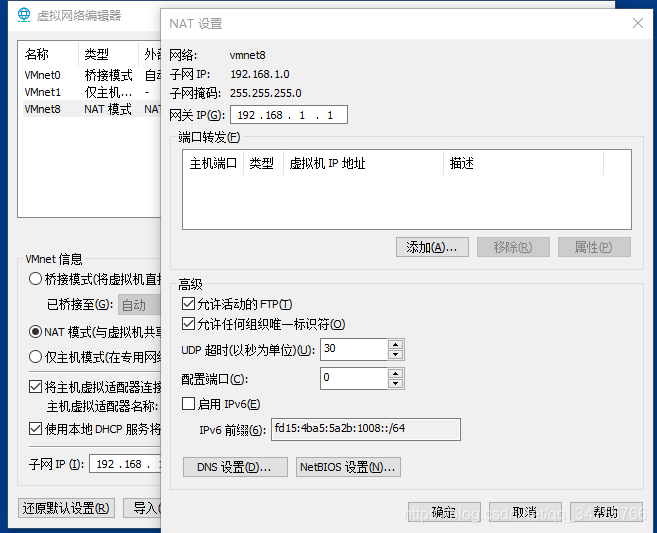 虚拟网络编辑器
名称 类型 外部
VMnet0 桥接模式 自动
VMnet1 仅主机... -
VMnet8 NAT 模式 NAT
VMnet 信息
桥接模式(将虚拟机直接
已桥接至(G): 自动
NAT 模式(与虚拟机共享
仅主机模式(在专用网络
将主机虚拟适配器连接
主机虚拟适配器名称:
使用本地 DHCP 服务将
子网 IP (I): 192 . 168 . 1
还原默认设置(R) 导入(
NAT 设置
网络: vmnet8
子网 IP: 192.168.1.0
子网掩码: 255.255.255.0
网关 IP(G): 192 . 168 . 1 . 1
端口转发(F)
主机端口 类型 虚拟机 IP 地址 描述
添加(A)... 移除(R) 属性(P)
高级
允许活动的 FTP(T)
允许任何组织唯一标识符(O)
UDP 超时(以秒为单位)(U): 30
配置端口(C): 0
启用 IPv6(E)
IPv6 前缀(6): fd15:4ba5:5a2b:1008::/64
DNS 设置(D)... NetBIOS 设置(N)...
确定 取消 帮助